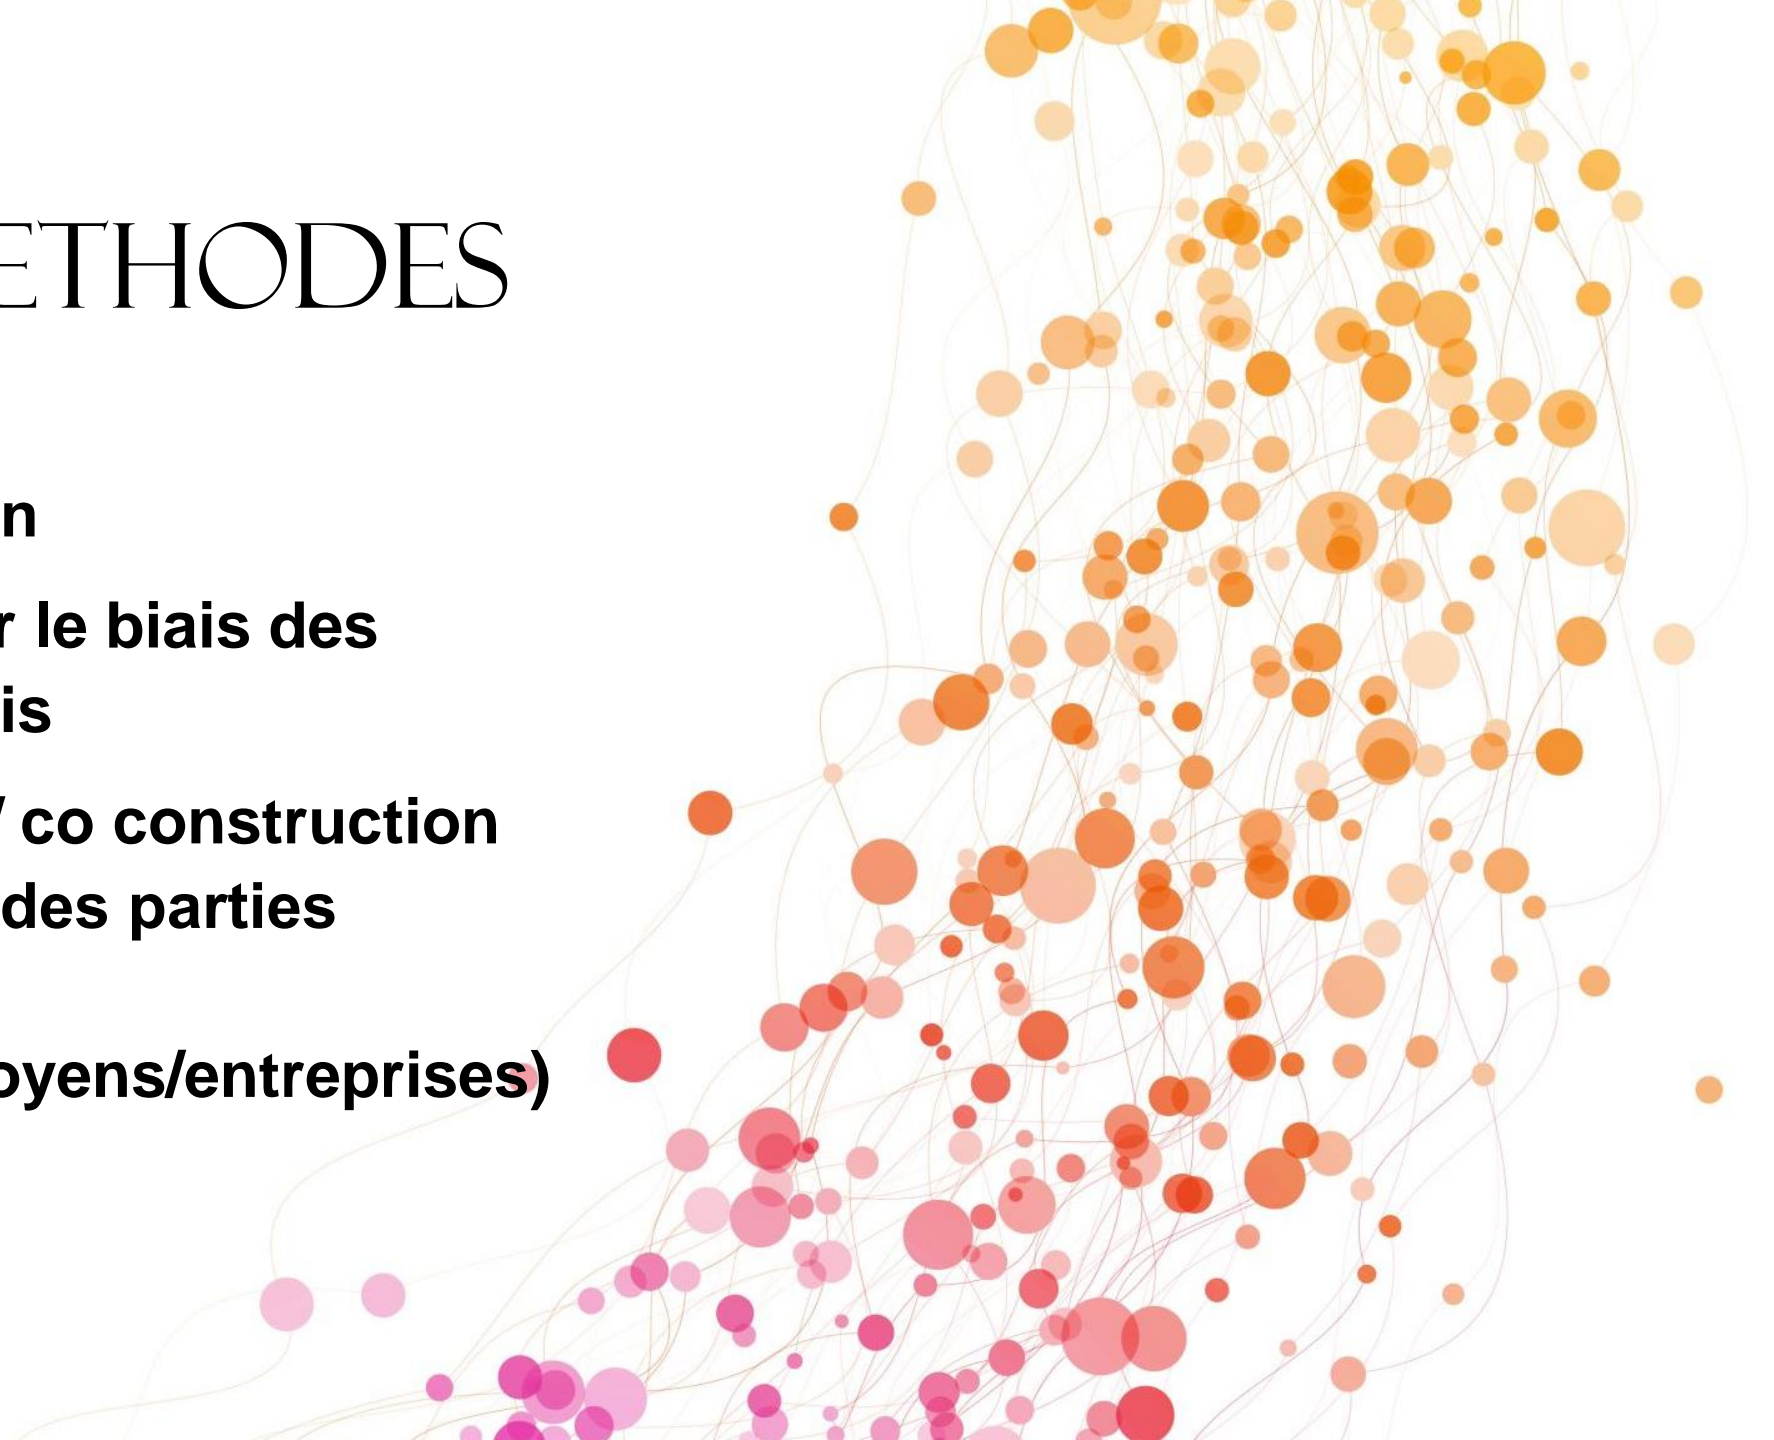 ETHODES
n
r le biais des
is
/ co construction
des parties
oyens/entreprises)